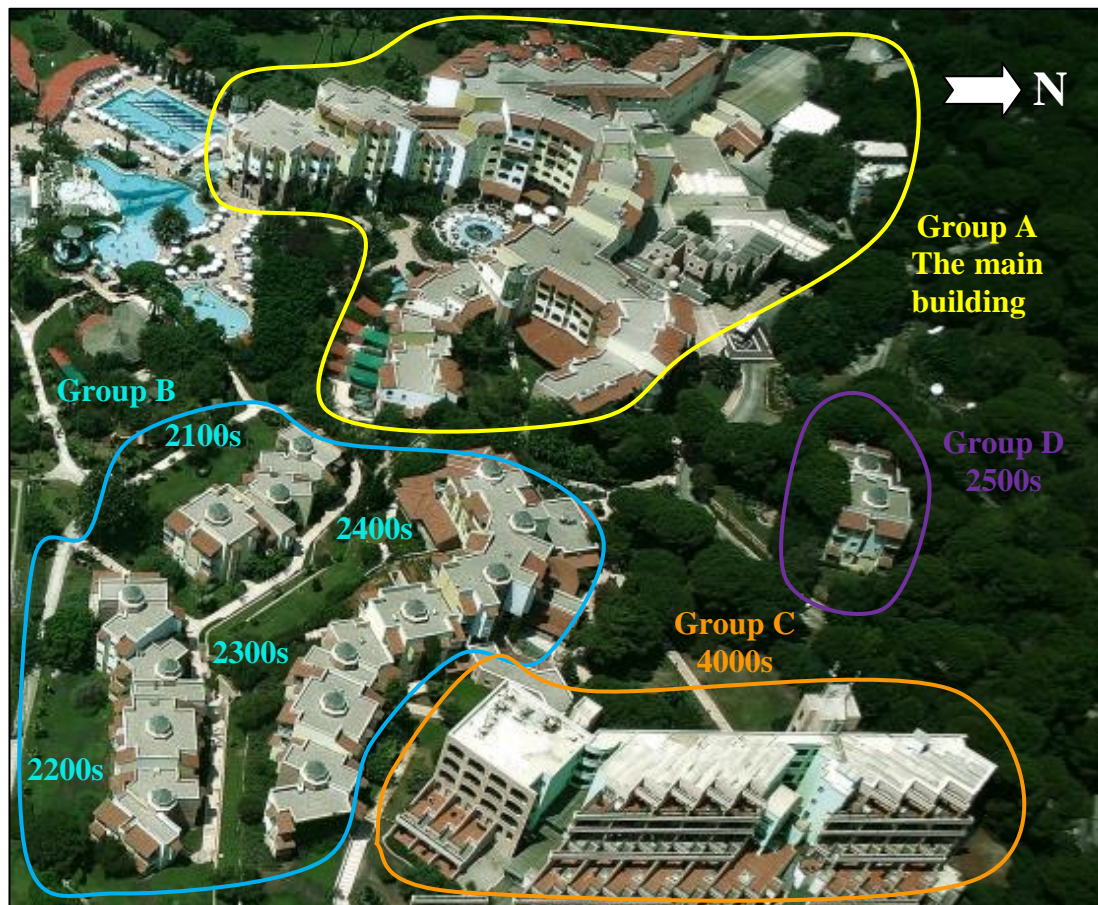 N
Group A
The main
building
Group B
2100s
Group D
2500s
2400s
Group C
4000s
2300s
2200s